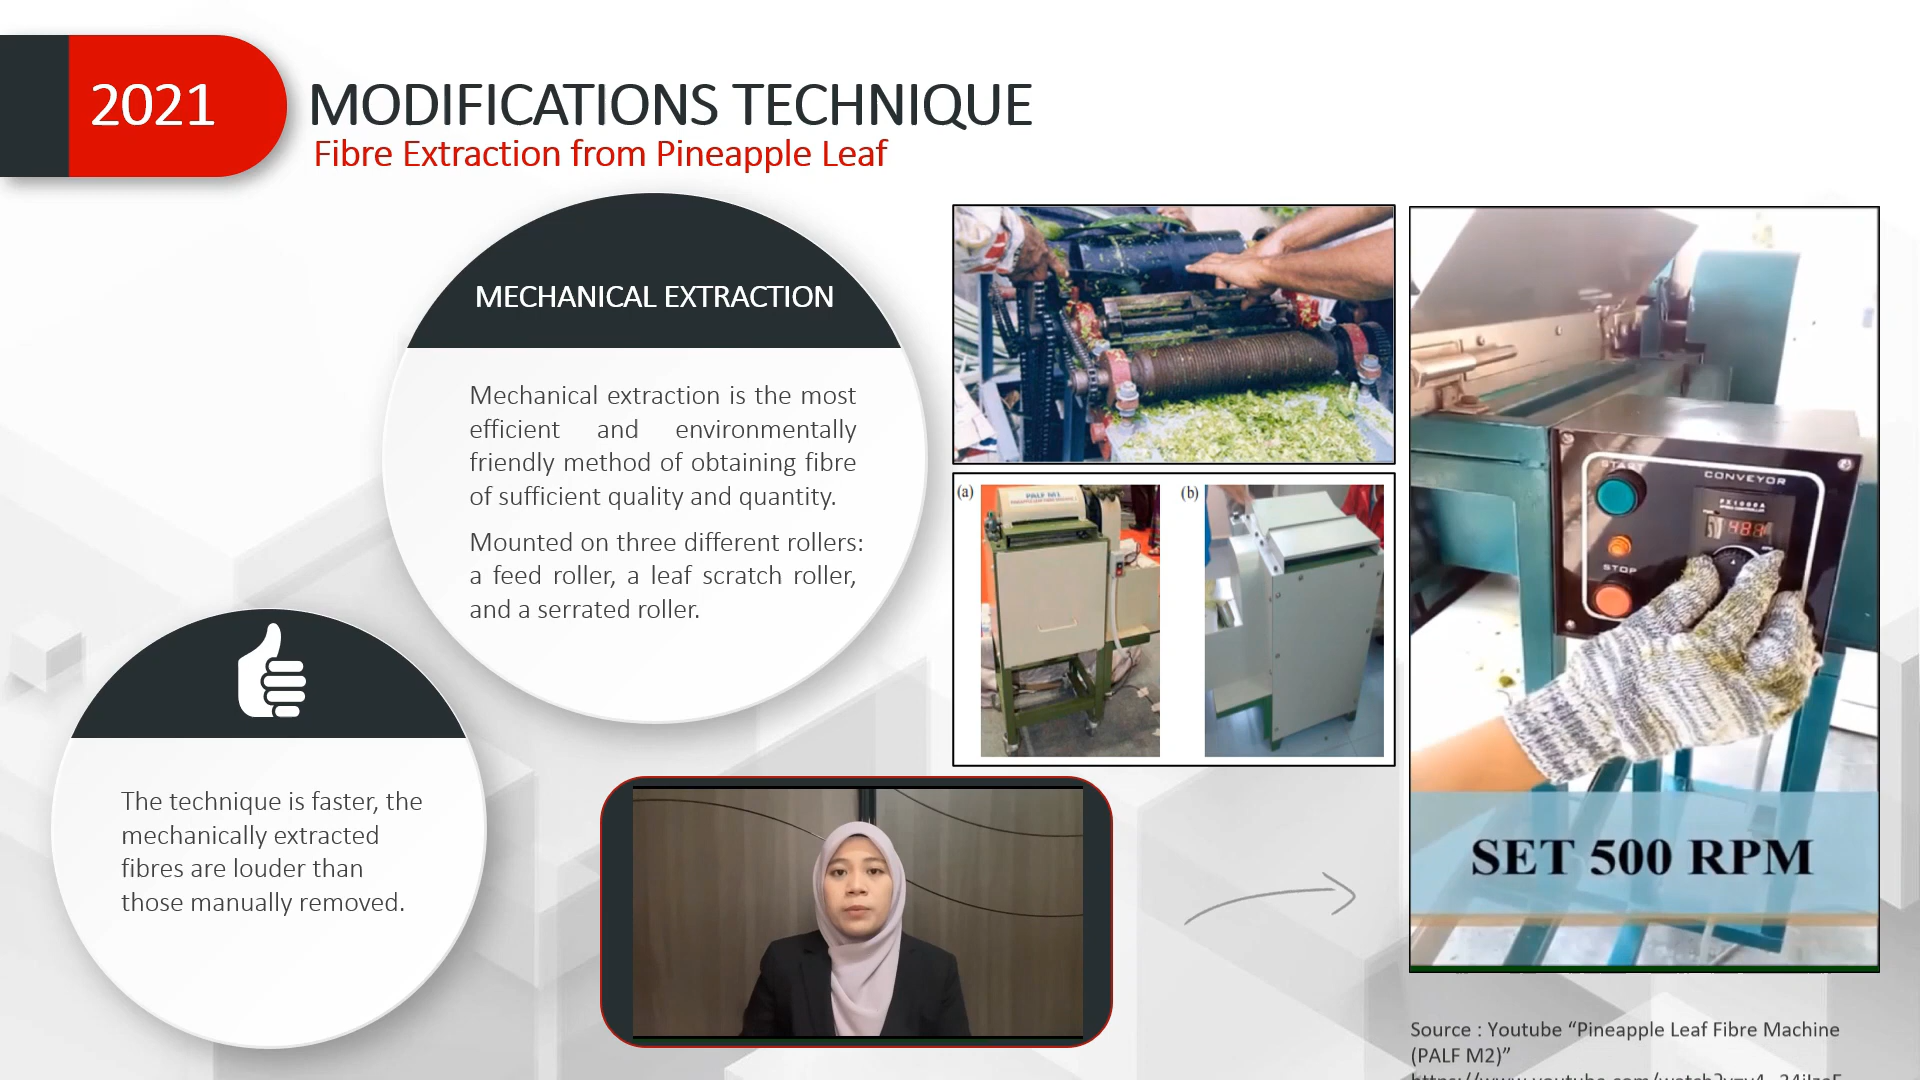 2021
MODIFICATIONS TECHNIQUE
Fibre Extraction from Pineapple Leaf
MECHANICAL EXTRACTION
Mechanical extraction is the most
efficient and environmentally
friendly method of obtaining fibre
of sufficient quality and quantity.
Mounted on three different rollers:
a feed roller, a leaf scratch roller,
and a serrated roller.
The technique is faster, the
mechanically extracted
fibres are louder than
those manually removed.
(a)
PALF M1
(b)
START
CONVEYOR
STOP
SET 500 RPM
Source : Youtube “Pineapple Leaf Fibre Machine
(PALF M2)”